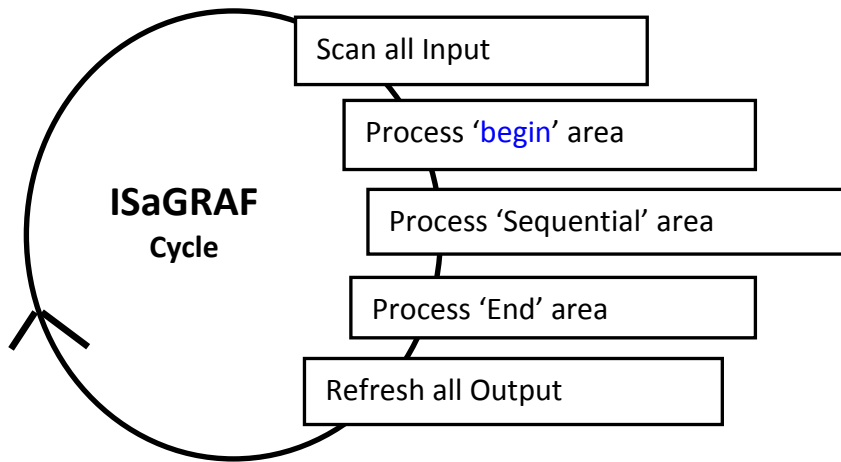 Scan all Input
Process ‘begin’ area
ISaGRAF
Cycle
Process ‘Sequential’ area
Process ‘End’ area
Refresh all Output